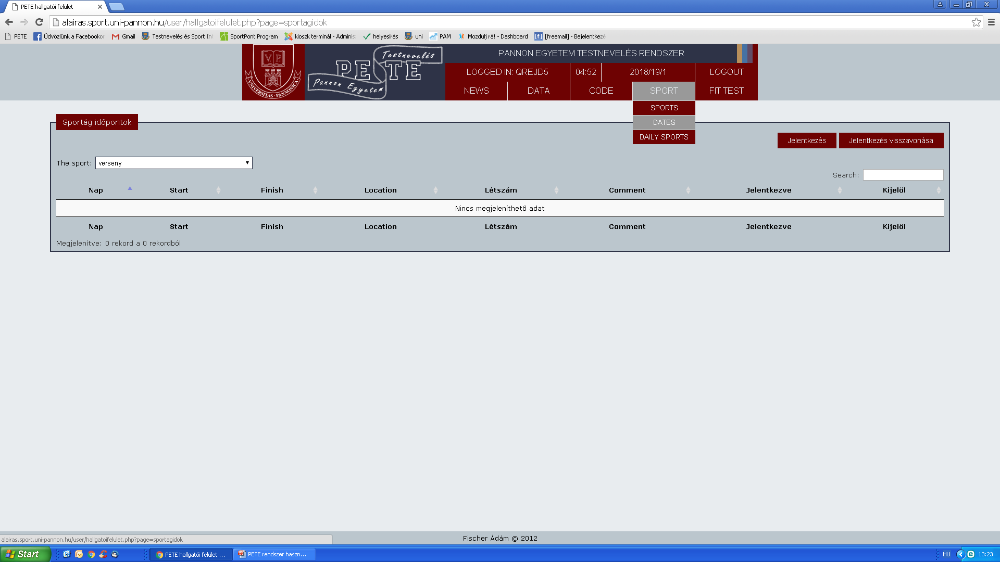 PETE hallgatói felület
alairas.sport.uni-pannon.hu/user/hallgatoifelulet.php?page=sportagidok
PETE Üdvözlünk a Facebookon Gmail Testnevelés és Sport Int SportPont Program kioszk terminál - Adminis helyesírás uni PAM Mozdulj rá! - Dashboard [freemail] - Bejelentkezé
V.P.
UNIVERSITAS · PANNONICA
Testnevelés
PETE
Pannon Egyetem
PANNON EGYETEM TESTNEVELÉS RENDSZER
LOGGED IN: QREJD5 04:52 2018/19/1 LOGOUT
NEWS DATA CODE SPORT FIT TEST
SPORTS
DATES
DAILY SPORTS
Sportág időpontok
Jelentkezés Jelentkezés visszavonása
The sport: verseny
Search:
Nap Start Finish Location Létszám Comment Jelentkezve Kijelöl
Nincs megjeleníthető adat
Nap Start Finish Location Létszám Comment Jelentkezve Kijelöl
Megjelenítve: 0 rekord a 0 rekordból
Fischer Ádám © 2012
alairas.sport.uni-pannon.hu/user/hallgatoifelulet.php?page=sportagidok
Start PETE hallgatói felület ... PETE rendszer haszn... HU 13:23